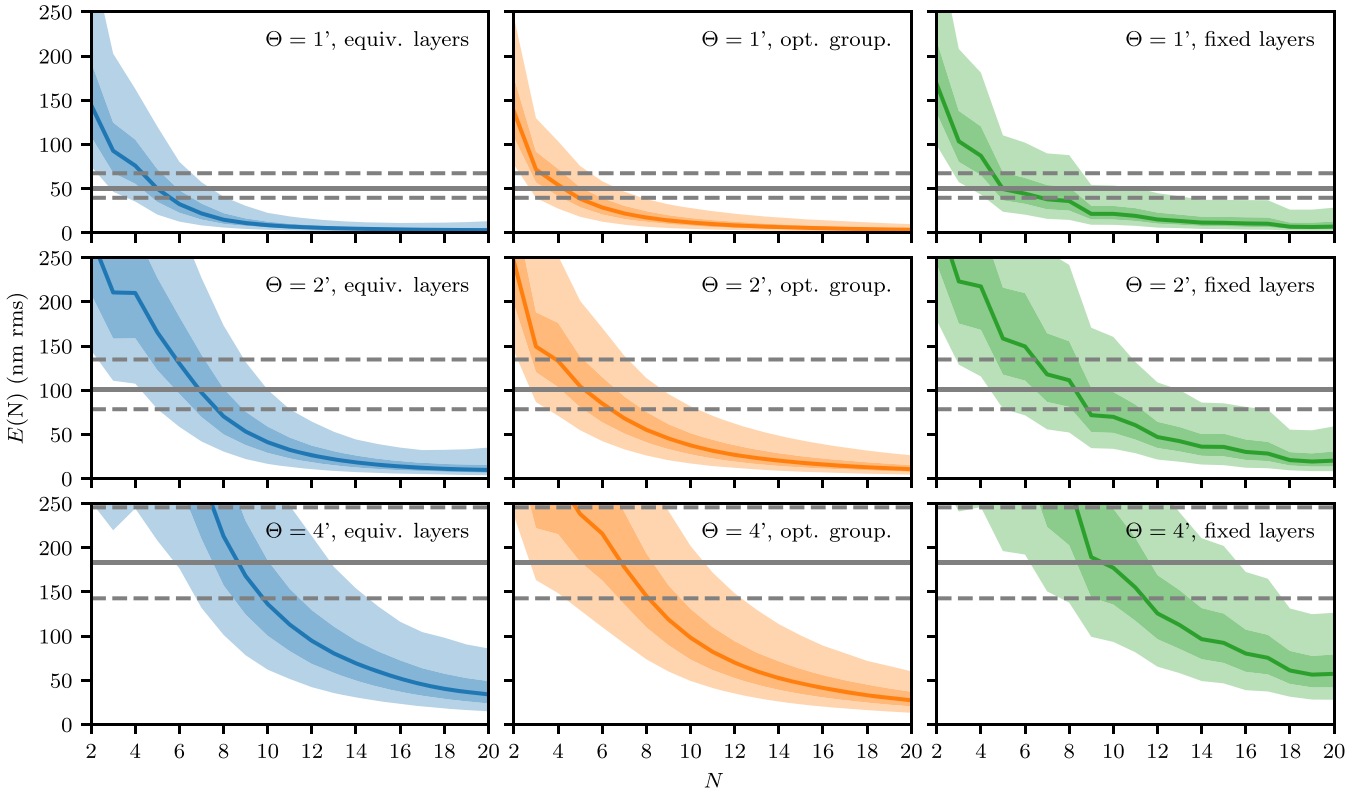 250
200
150
100
50
0
Θ = 1’, equiv. layers
Θ = 1’, opt. group.
Θ = 1’, fixed layers
250
200
150
100
50
0
Θ = 2’, equiv. layers
Θ = 2’, opt. group.
Θ = 2’, fixed layers
E(N) (nm rms)
250
200
150
100
50
0
Θ = 4’, equiv. layers
Θ = 4’, opt. group.
Θ = 4’, fixed layers
2 4 6 8 10 12 14 16 18 20
2 4 6 8 10 12 14 16 18 20
2 4 6 8 10 12 14 16 18 20
N